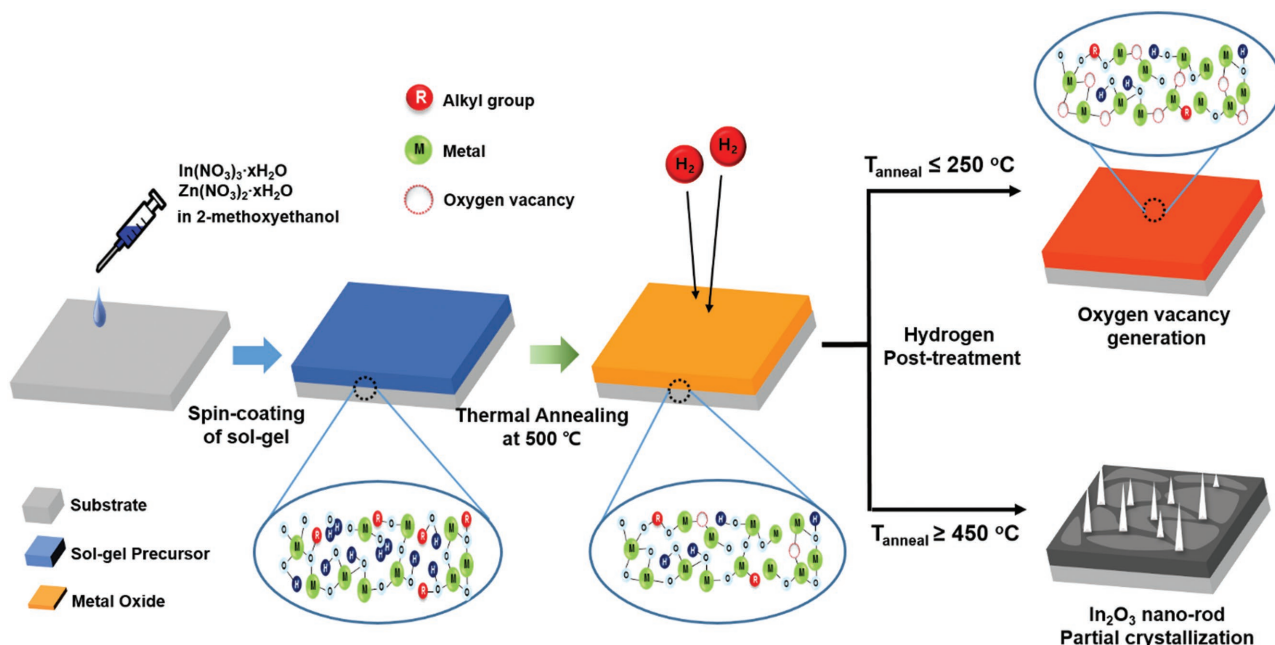 In(NO₃)₃·xH₂O
Zn(NO₃)₂·xH₂O
in 2-methoxyethanol
R Alkyl group
M Metal
Oxygen vacancy
H₂
H₂
Spin-coating
of sol-gel
Thermal Annealing
at 500 ℃
Hydrogen
Post-treatment
T anneal ≤ 250 °C
Oxygen vacancy
generation
T anneal ≥ 450 °C
In₂O₃ nano-rod
Partial crystallization
Substrate
Sol-gel Precursor
Metal Oxide